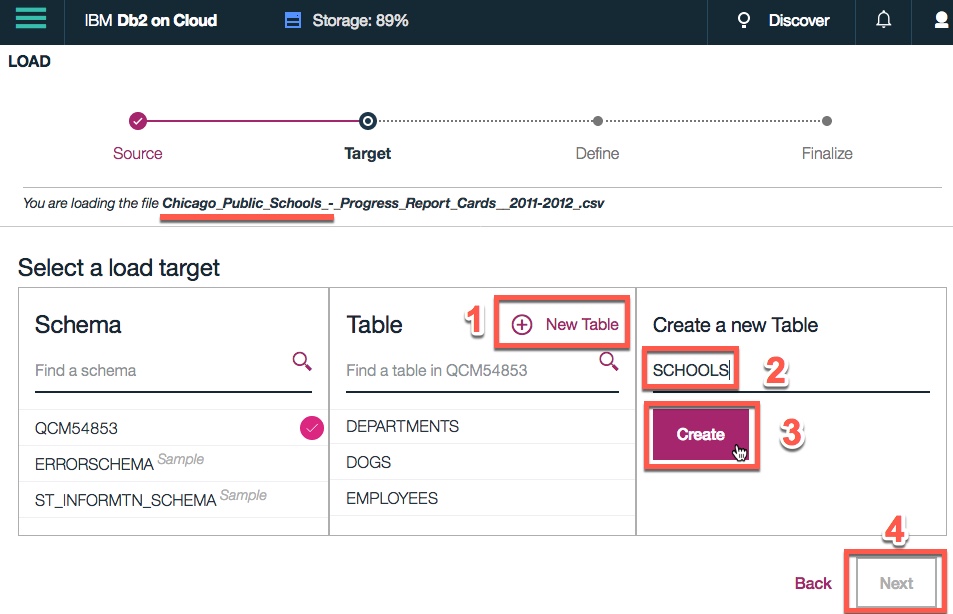 IBM Db2 on Cloud Storage: 89% Discover
LOAD
Source Target Define Finalize
You are loading the file Chicago_Public_Schools_-_Progress_Report_Cards__2011-2012_.csv
Select a load target
Schema
Find a schema
QCM54853
ERRORSCHEMA Sample
ST_INFORMTN_SCHEMA Sample
Table 1 New Table
Find a table in QCM54853
DEPARTMENTS
DOGS
EMPLOYEES
Create a new Table
SCHOOLS 2
Create 3
4
Back Next